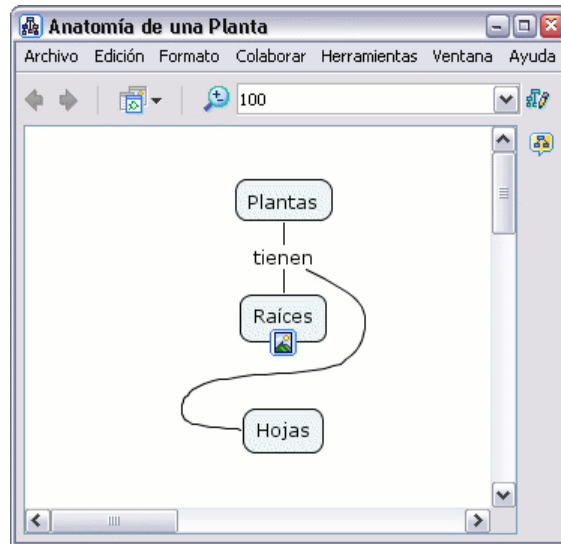 Anatomía de una Planta
Archivo Edición Formato Colaborar Herramientas Ventana Ayuda
100
Plantas
tienen
Raíces
Hojas